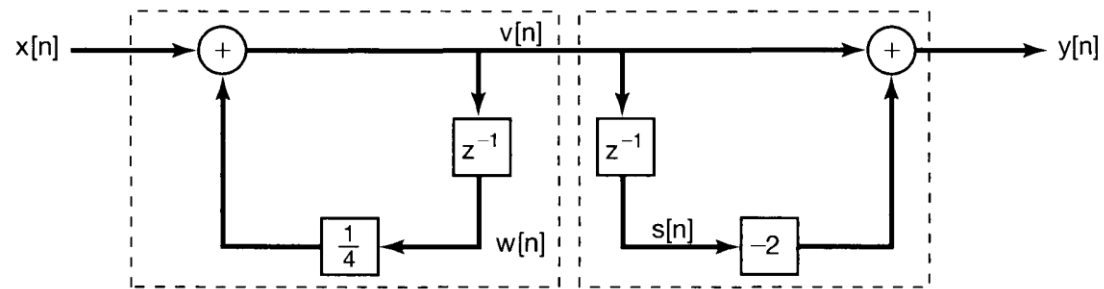 x[n]
+
v[n]
+
y[n]
z⁻¹
z⁻¹
1/4
w[n]
s[n]
−2